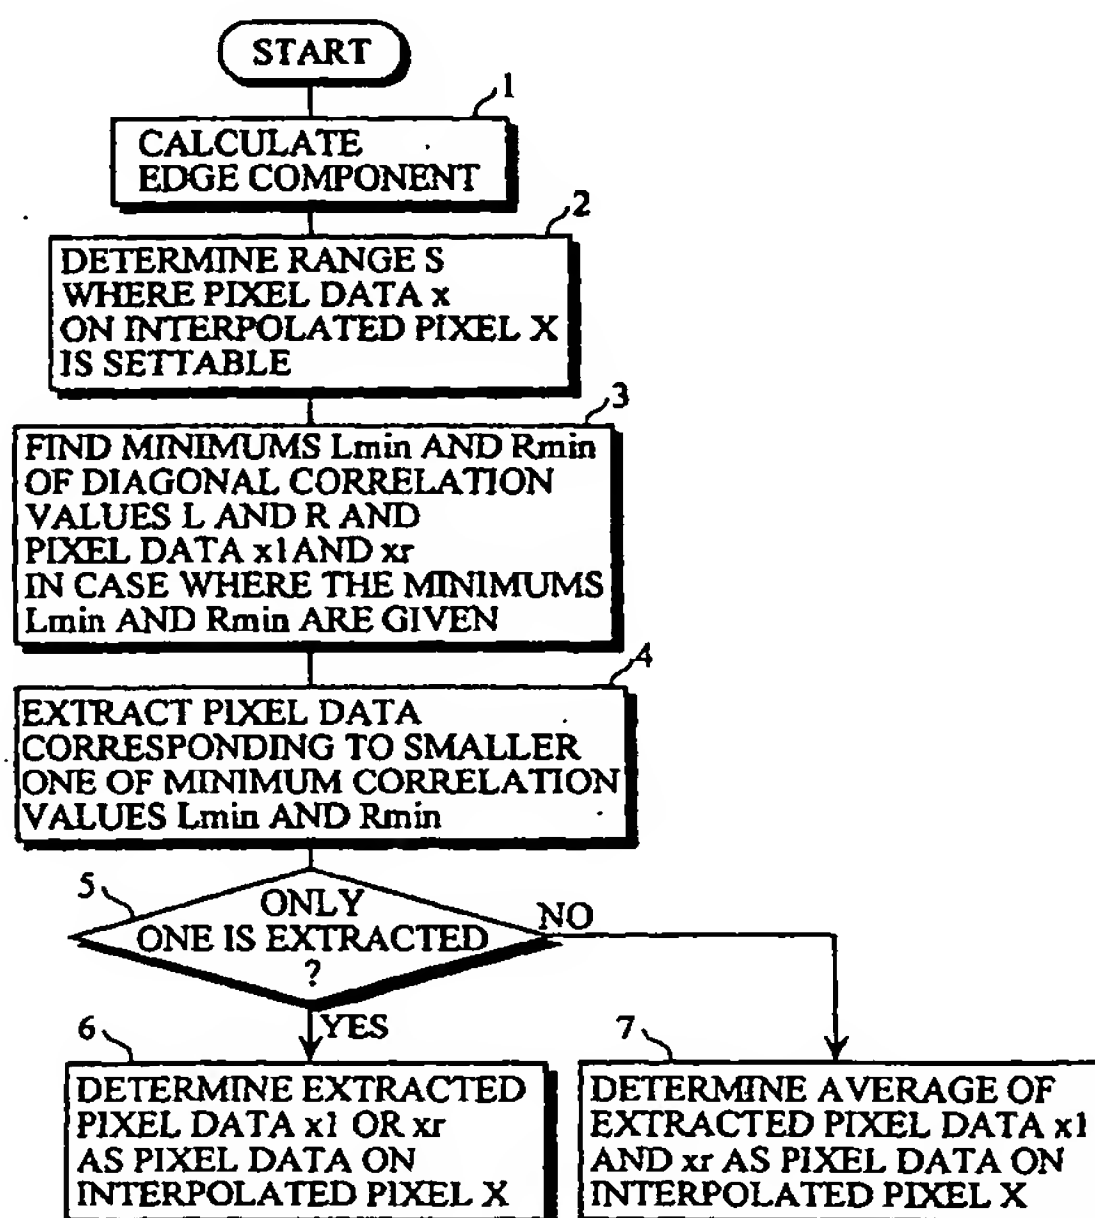 START
1
CALCULATE
EDGE COMPONENT
2
DETERMINE RANGE S
WHERE PIXEL DATA x
ON INTERPOLATED PIXEL X
IS SETTABLE
3
FIND MINIMUMS Lmin AND Rmin
OF DIAGONAL CORRELATION
VALUES L AND R AND
PIXEL DATA x1AND xr
IN CASE WHERE THE MINIMUMS
Lmin AND Rmin ARE GIVEN
4
EXTRACT PIXEL DATA
CORRESPONDING TO SMALLER
ONE OF MINIMUM CORRELATION
VALUES Lmin AND Rmin
5
ONLY
ONE IS EXTRACTED
?
NO
YES
6
DETERMINE EXTRACTED
PIXEL DATA x1 OR xr
AS PIXEL DATA ON
INTERPOLATED PIXEL X
7
DETERMINE AVERAGE OF
EXTRACTED PIXEL DATA x1
AND xr AS PIXEL DATA ON
INTERPOLATED PIXEL X